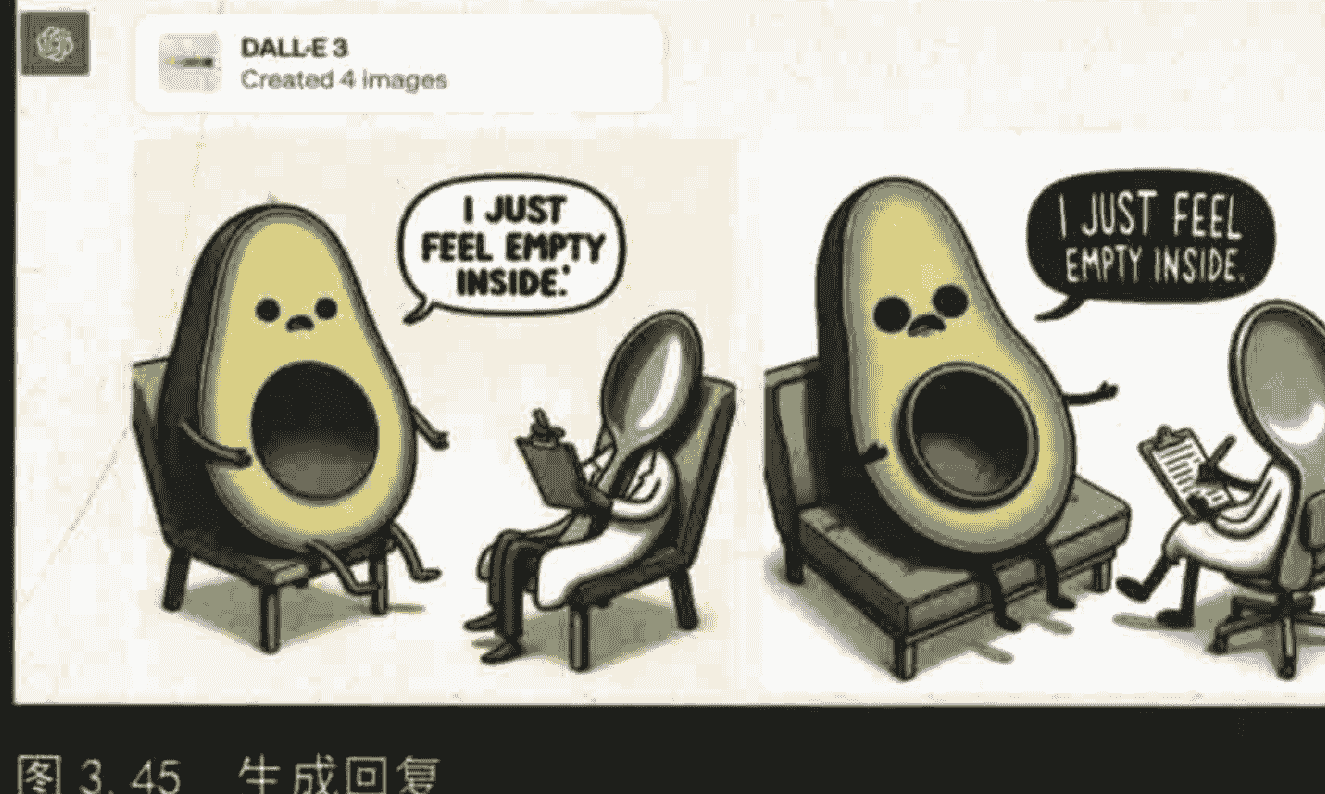 DALL·E 3
Created 4 images
I JUST
FEEL EMPTY
INSIDE.'
I JUST FEEL
EMPTY INSIDE.
图 3.45 生成回复